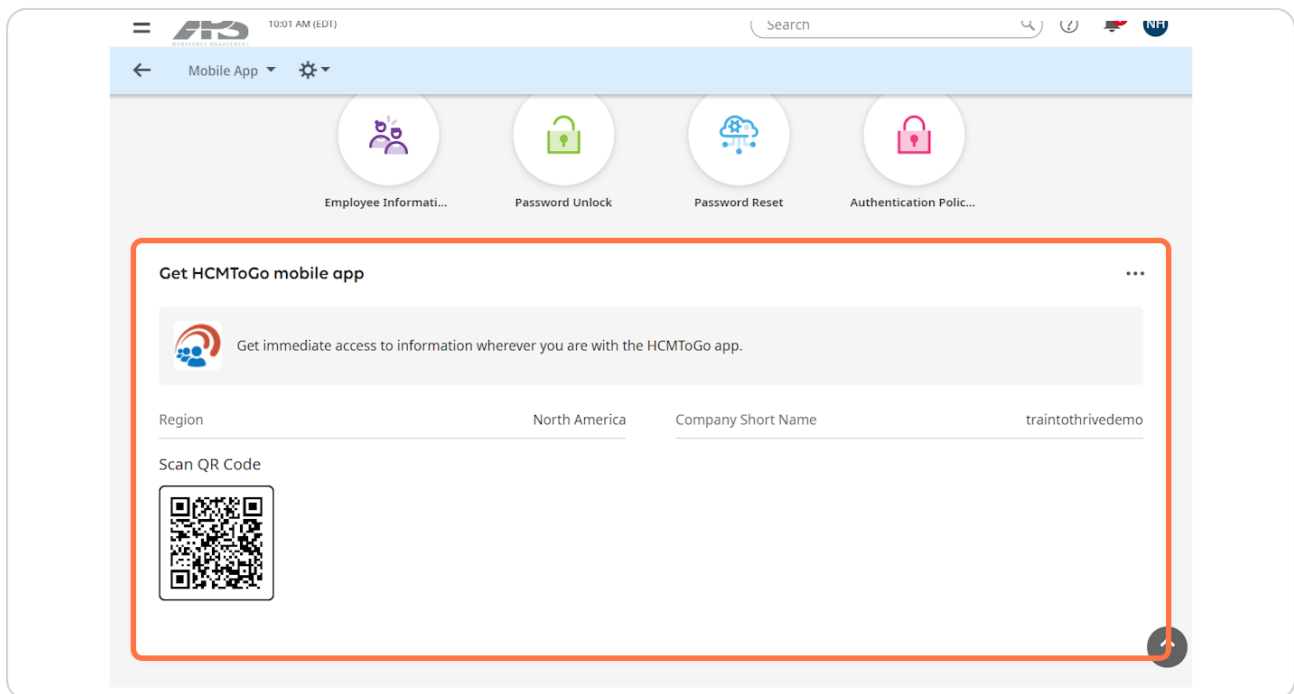 10:01 AM (EDT)
Search
NH
WORKFORCE MANAGEMENT
Mobile App
Employee Informati...
Password Unlock
Password Reset
Authentication Polic...
Get HCMToGo mobile app
Get immediate access to information wherever you are with the HCMToGo app.
Region North America Company Short Name traintothrivedemo
Scan QR Code